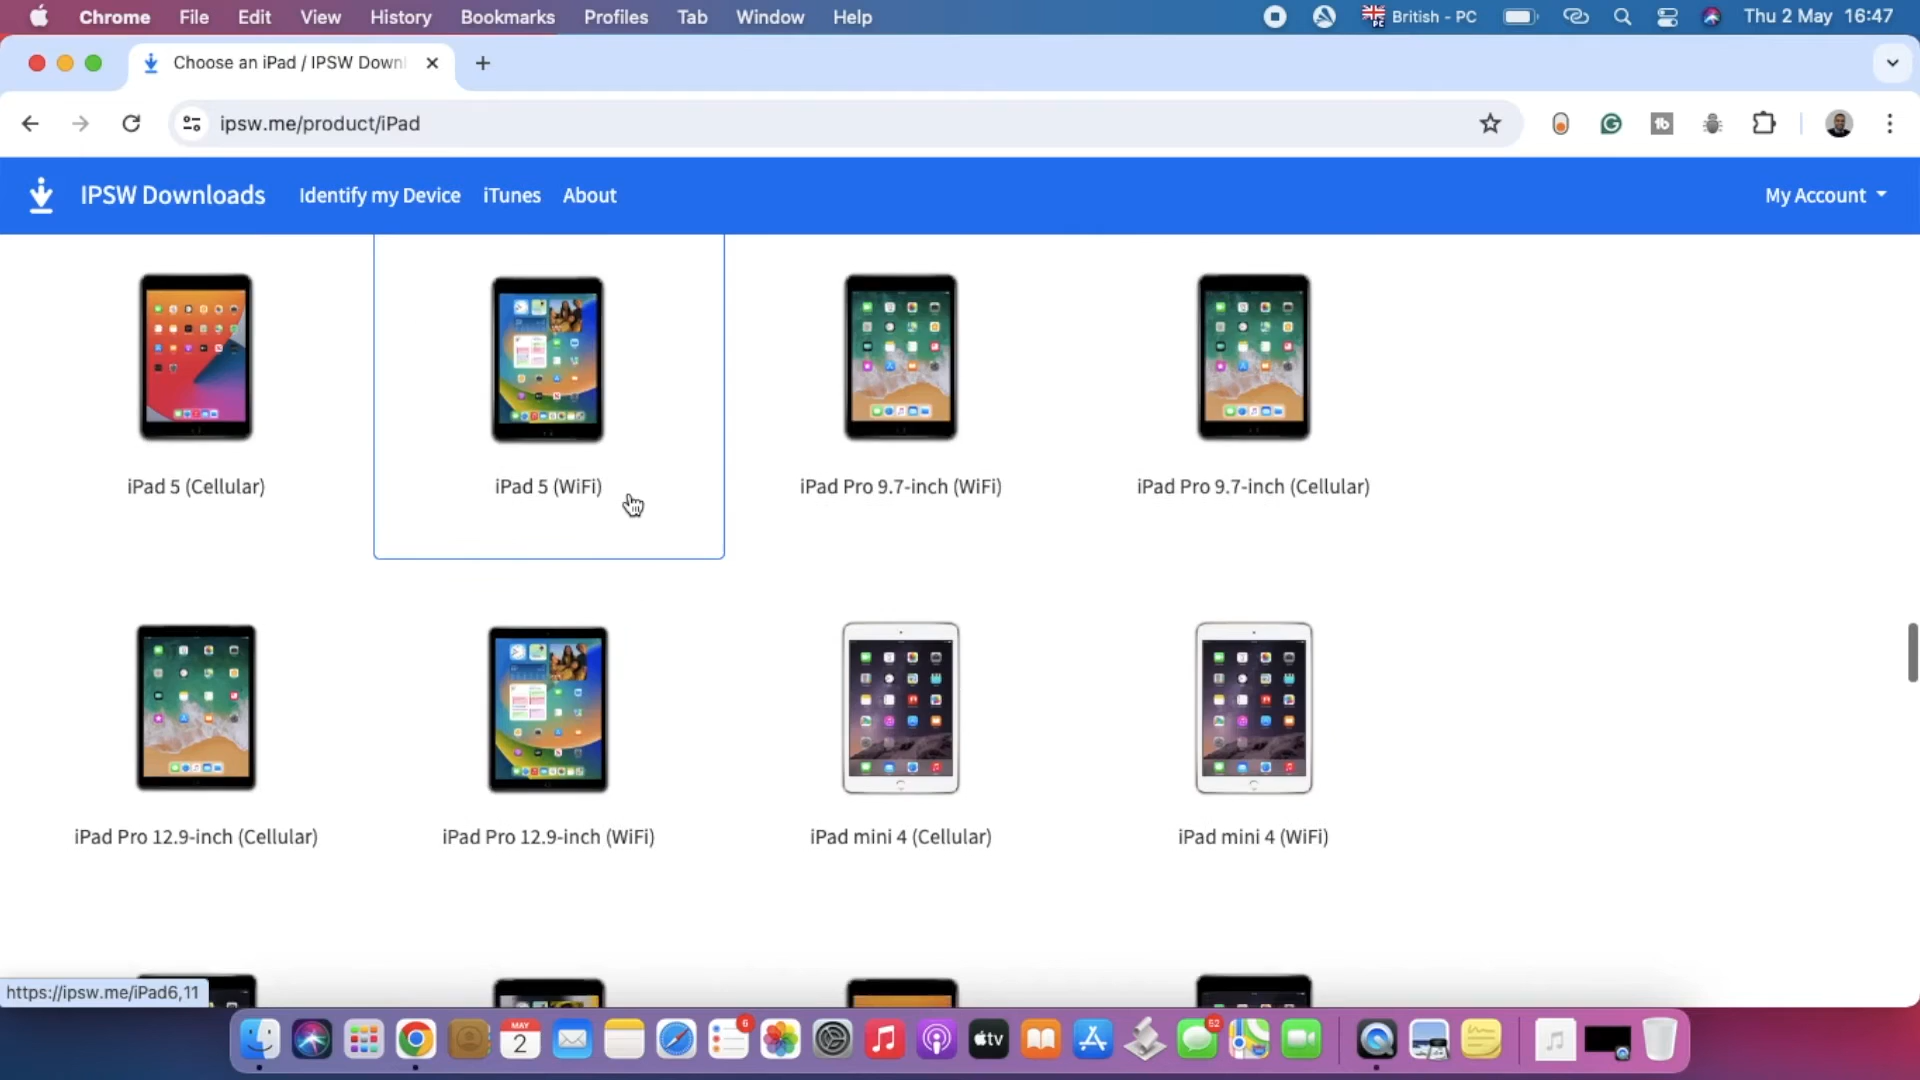 Chrome File Edit View History Bookmarks Profiles Tab Window Help British - PC Thu 2 May 16:47
Choose an iPad / IPSW Down
ipsw.me/product/iPad
IPSW Downloads Identify my Device iTunes About My Account
iPad 5 (Cellular) iPad 5 (WiFi) iPad Pro 9.7-inch (WiFi) iPad Pro 9.7-inch (Cellular)
iPad Pro 12.9-inch (Cellular) iPad Pro 12.9-inch (WiFi) iPad mini 4 (Cellular) iPad mini 4 (WiFi)
https://ipsw.me/iPad6,11
MAY
2
6
tv
52